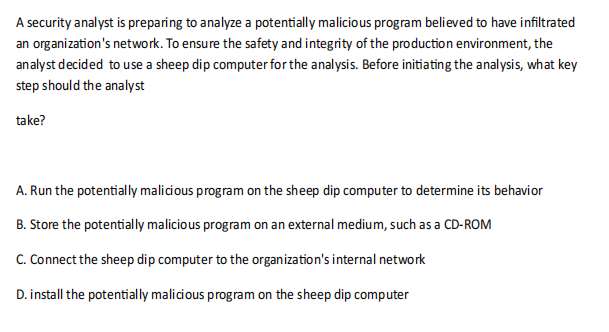 A security analyst is preparing to analyze a potentially malicious program believed to have infiltrated
an organization's network. To ensure the safety and integrity of the production environment, the
analyst decided to use a sheep dip computer for the analysis. Before initiating the analysis, what key
step should the analyst
take?
A. Run the potentially malicious program on the sheep dip computer to determine its behavior
B. Store the potentially malicious program on an external medium, such as a CD-ROM
C. Connect the sheep dip computer to the organization's internal network
D. install the potentially malicious program on the sheep dip computer